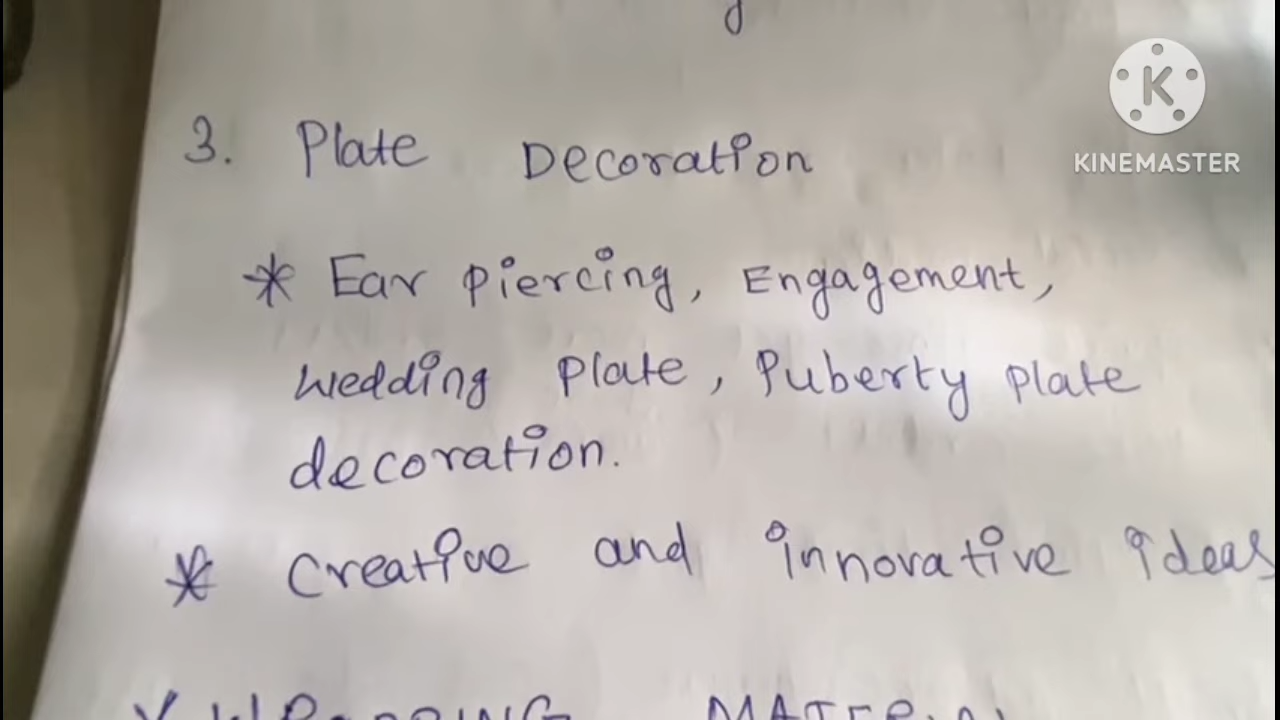 3. Plate Decoration
* Ear piercing, Engagement,
wedding plate, Puberty plate
decoration.
* Creative and innovative ideas
KINEMASTER